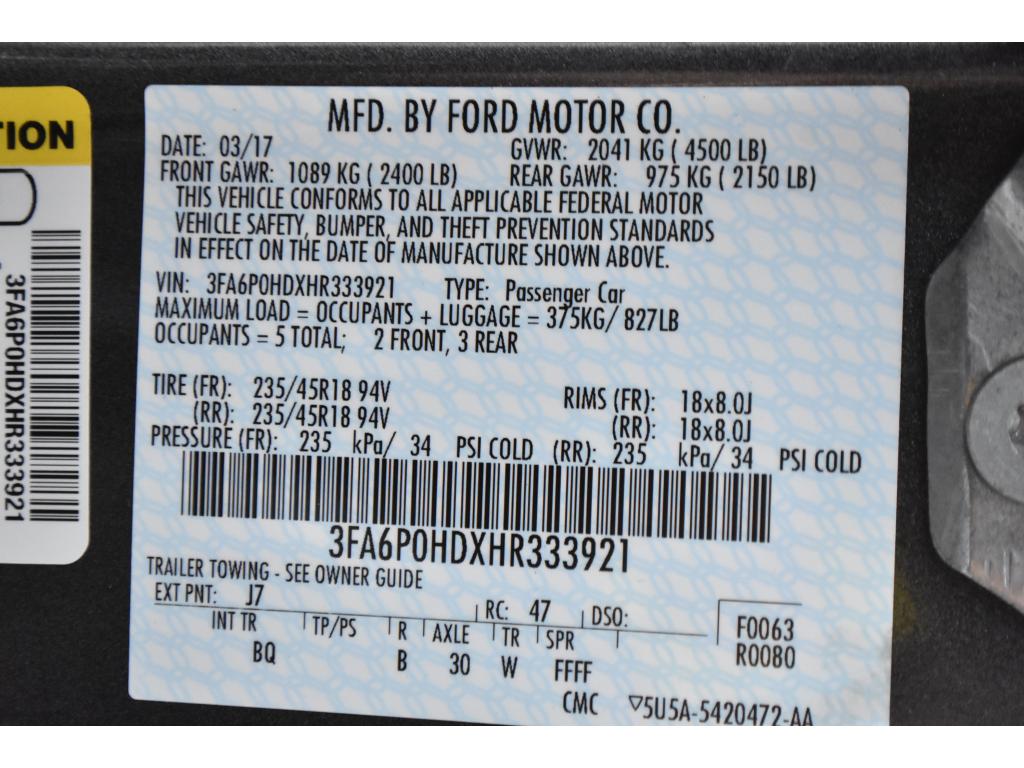 TION
3FA6P0HDXHR333921
MFD. BY FORD MOTOR CO.
DATE: 03/17 GVWR: 2041 KG ( 4500 LB)
FRONT GAWR: 1089 KG ( 2400 LB) REAR GAWR: 975 KG ( 2150 LB)
THIS VEHICLE CONFORMS TO ALL APPLICABLE FEDERAL MOTOR
VEHICLE SAFETY, BUMPER, AND THEFT PREVENTION STANDARDS
IN EFFECT ON THE DATE OF MANUFACTURE SHOWN ABOVE.
VIN: 3FA6P0HDXHR333921 TYPE: Passenger Car
MAXIMUM LOAD = OCCUPANTS + LUGGAGE = 375KG/ 827LB
OCCUPANTS = 5 TOTAL; 2 FRONT, 3 REAR
TIRE (FR): 235/45R18 94V RIMS (FR): 18x8.0J
(RR): 235/45R18 94V (RR): 18x8.0J
PRESSURE (FR): 235 kPa/ 34 PSI COLD (RR): 235 kPa/ 34 PSI COLD
3FA6P0HDXHR333921
TRAILER TOWING - SEE OWNER GUIDE
EXT PNT: J7 RC: 47 DSO:
INT TR TP/PS R AXLE TR SPR F0063
BQ B 30 W FFFF R0080
CMC ▽5U5A-5420472-AA